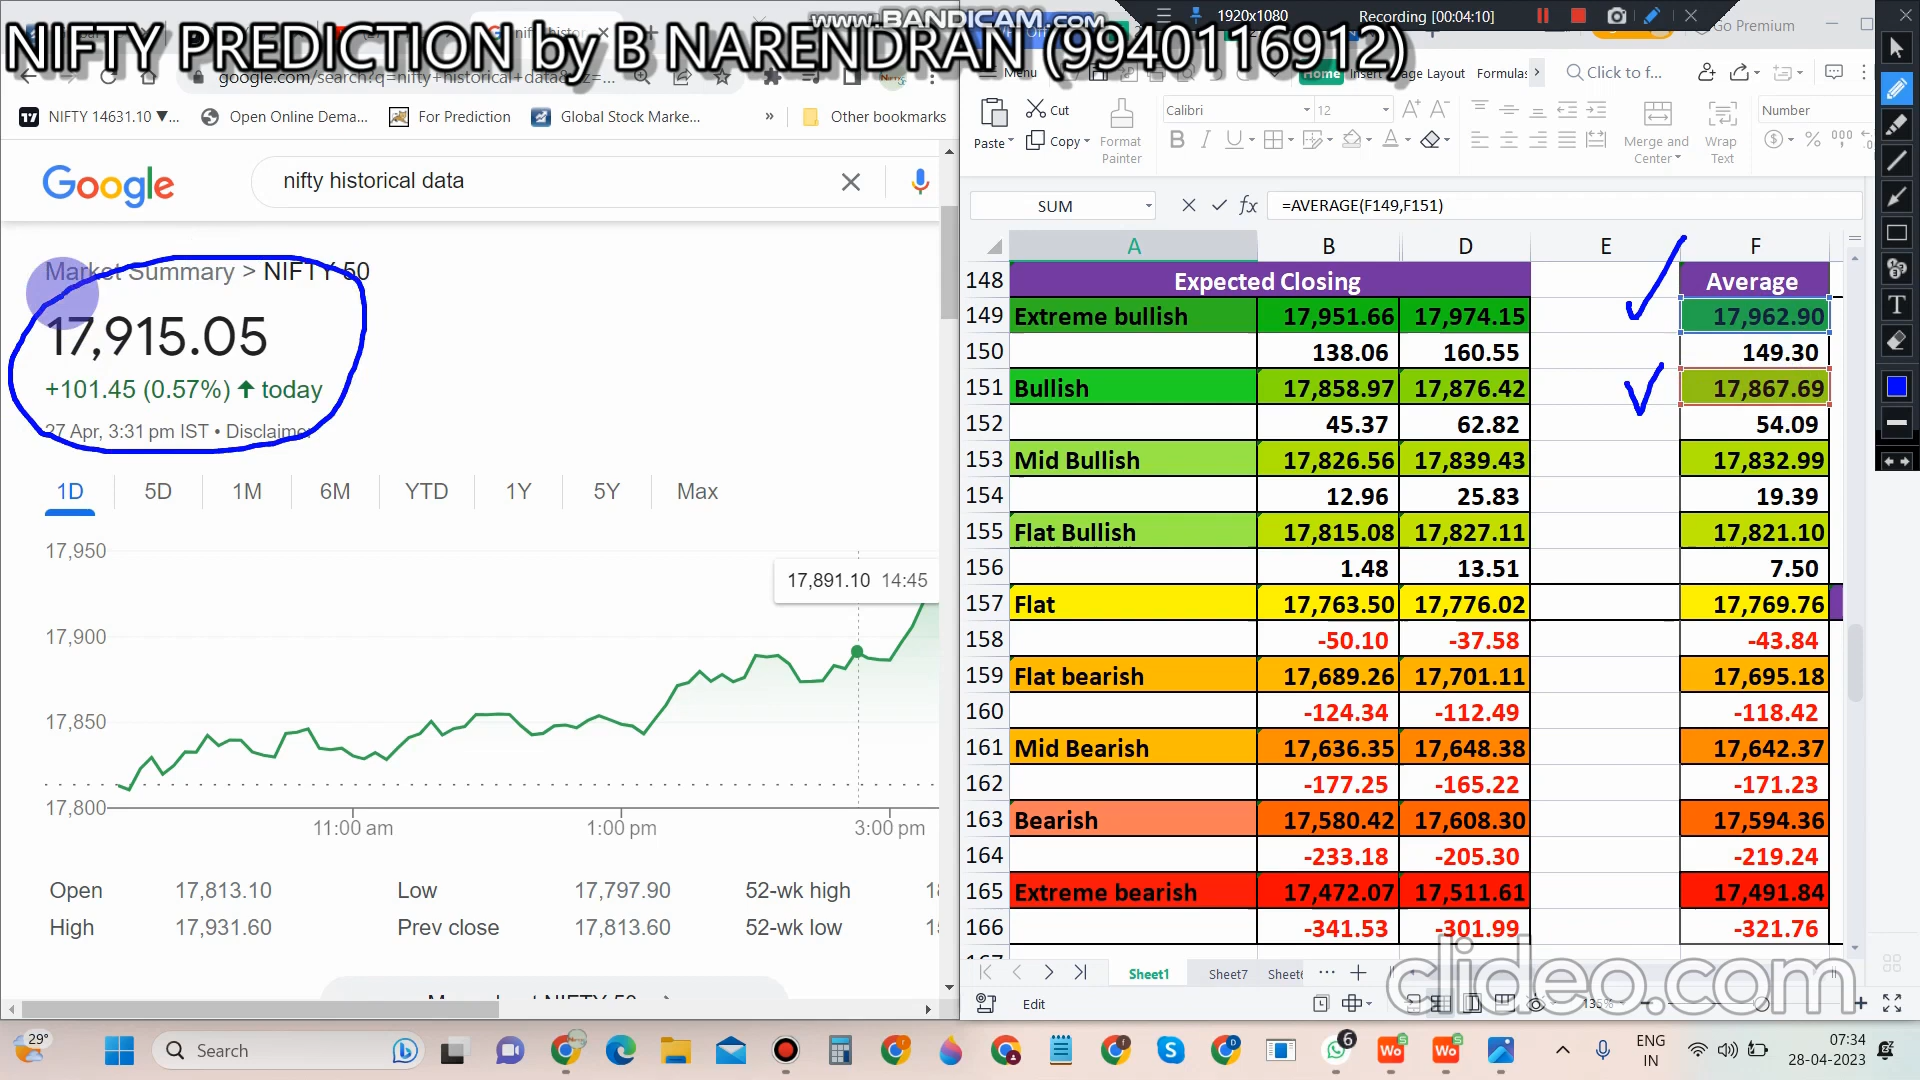 www.BANDICAM.com
1920x1080
Recording [00:04:10]
Go Premium
NIFTY PREDICTION by B NARENDRAN (9940116912)
google.com/search?q=nifty+historical+data&rlz=...
NIFTY 14631.10 ▼...
Open Online Dema...
For Prediction
Global Stock Marke...
»
Other bookmarks
Google
nifty historical data
Market Summary > NIFTY 50
17,915.05
+101.45 (0.57%) ↑ today
27 Apr, 3:31 pm IST • Disclaimer
1D
5D
1M
6M
YTD
1Y
5Y
Max
17,950
17,900
17,850
17,800
17,891.10 14:45
11:00 am
1:00 pm
3:00 pm
Open 17,813.10
Low 17,797.90
52-wk high
High 17,931.60
Prev close 17,813.60
52-wk low
Menu
Home
Insert
Page Layout
Formulas
Click to f...
Paste
Cut
Copy
Format Painter
Calibri
12
Merge and Center
Wrap Text
Number
SUM
=AVERAGE(F149,F151)
A B D E F
148 Expected Closing Average
149 Extreme bullish 17,951.66 17,974.15 17,962.90
150 138.06 160.55 149.30
151 Bullish 17,858.97 17,876.42 17,867.69
152 45.37 62.82 54.09
153 Mid Bullish 17,826.56 17,839.43 17,832.99
154 12.96 25.83 19.39
155 Flat Bullish 17,815.08 17,827.11 17,821.10
156 1.48 13.51 7.50
157 Flat 17,763.50 17,776.02 17,769.76
158 -50.10 -37.58 -43.84
159 Flat bearish 17,689.26 17,701.11 17,695.18
160 -124.34 -112.49 -118.42
161 Mid Bearish 17,636.35 17,648.38 17,642.37
162 -177.25 -165.22 -171.23
163 Bearish 17,580.42 17,608.30 17,594.36
164 -233.18 -205.30 -219.24
165 Extreme bearish 17,472.07 17,511.61 17,491.84
166 -341.53 -301.99 -321.76
Sheet1
Sheet7
Sheet6
Edit
135%
clideo.com
29°
Search
6
ENG
IN
07:34
28-04-2023